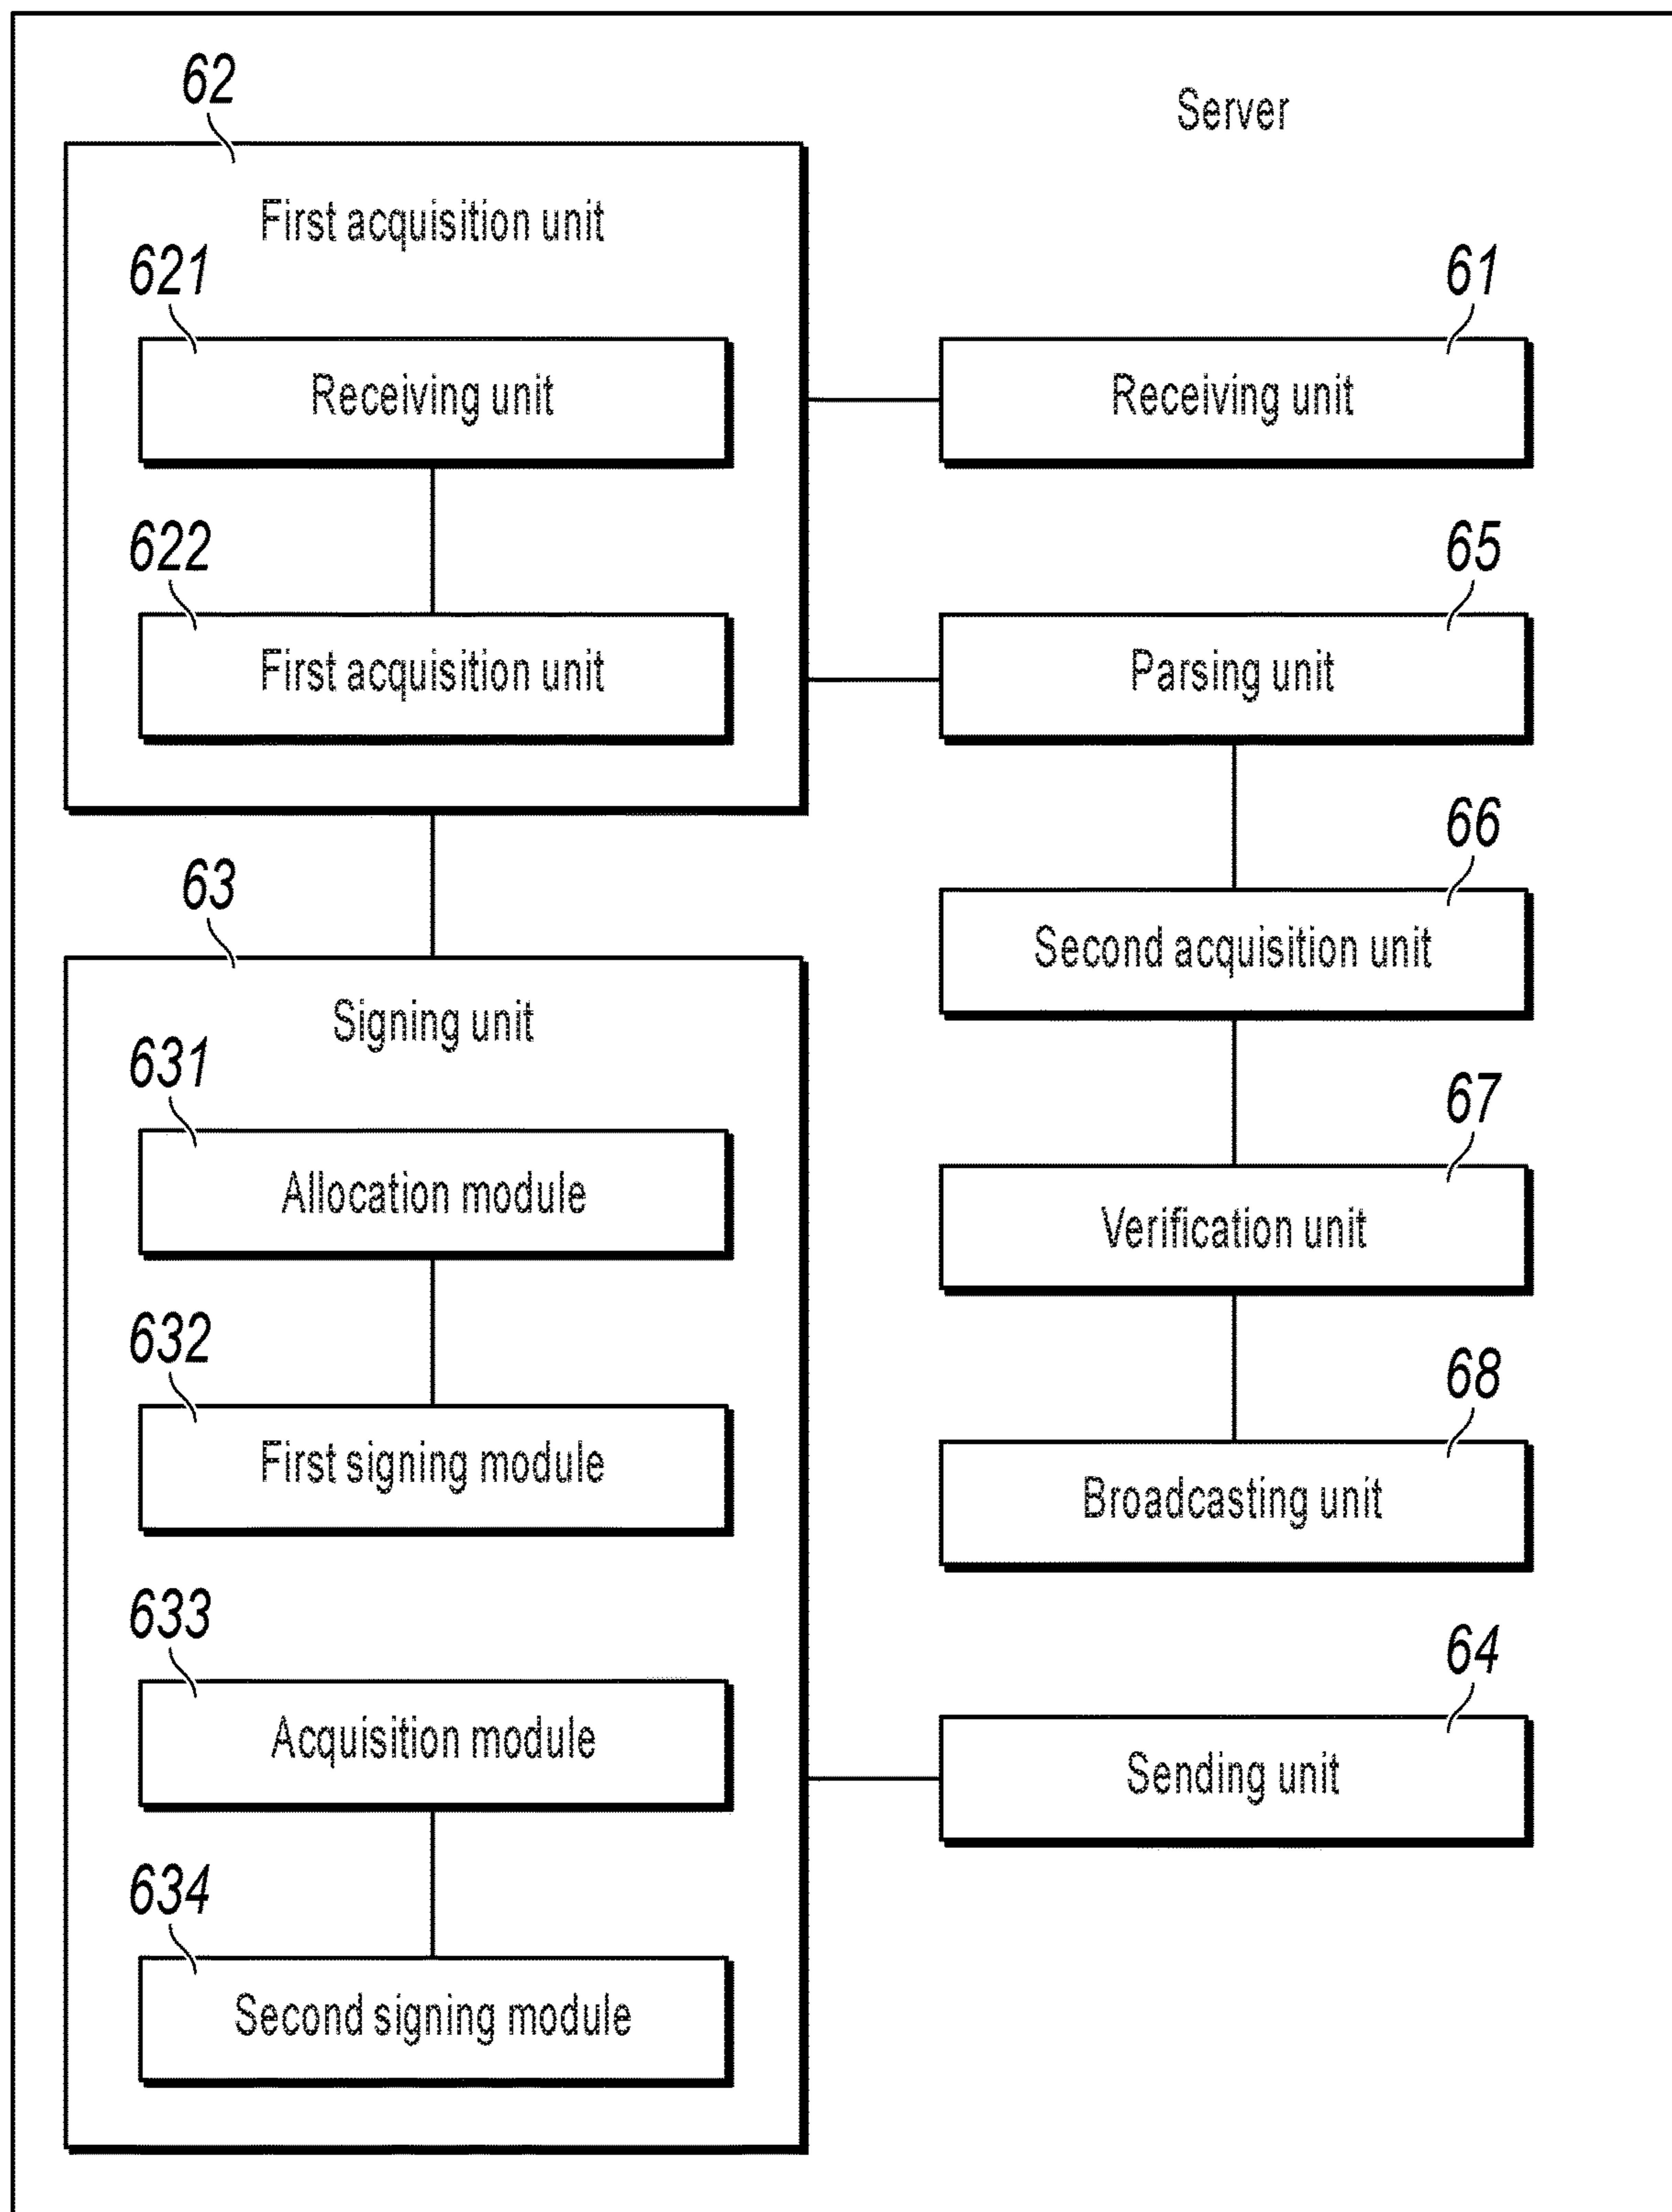 Server
62
First acquisition unit
621
Receiving unit
622
First acquisition unit
61
Receiving unit
65
Parsing unit
66
Second acquisition unit
67
Verification unit
68
Broadcasting unit
63
Signing unit
631
Allocation module
632
First signing module
633
Acquisition module
634
Second signing module
64
Sending unit